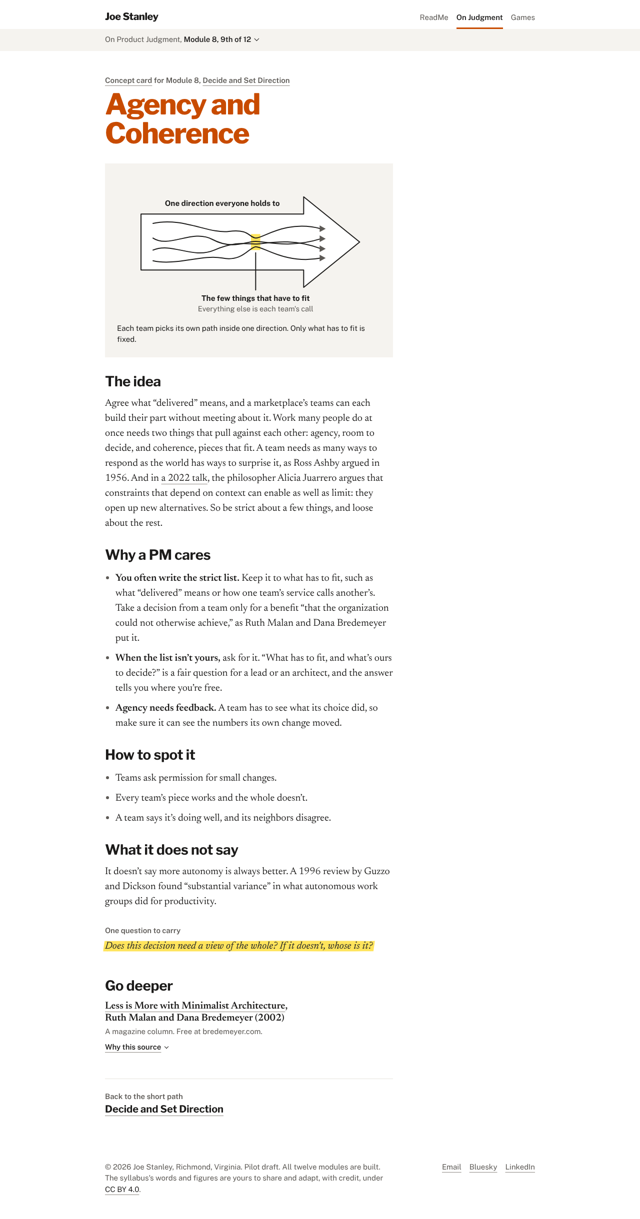 Joe Stanley
ReadMe On Judgment Games
On Product Judgment, Module 8, 9th of 12
Concept card for Module 8, Decide and Set Direction
Agency and
Coherence
One direction everyone holds to
The few things that have to fit
Everything else is each team's call
Each team picks its own path inside one direction. Only what has to fit is
fixed.
The idea
Agree what “delivered” means, and a marketplace’s teams can each
build their part without meeting about it. Work many people do at
once needs two things that pull against each other: agency, room to
decide, and coherence, pieces that fit. A team needs as many ways to
respond as the world has ways to surprise it, as Ross Ashby argued in
1956. And in a 2022 talk, the philosopher Alicia Juarrero argues that
constraints that depend on context can enable as well as limit: they
open up new alternatives. So be strict about a few things, and loose
about the rest.
Why a PM cares
• You often write the strict list. Keep it to what has to fit, such as
what “delivered” means or how one team’s service calls another’s.
Take a decision from a team only for a benefit “that the organization
could not otherwise achieve,” as Ruth Malan and Dana Bredemeyer
put it.
• When the list isn’t yours, ask for it. “What has to fit, and what’s ours
to decide?” is a fair question for a lead or an architect, and the answer
tells you where you’re free.
• Agency needs feedback. A team has to see what its choice did, so
make sure it can see the numbers its own change moved.
How to spot it
• Teams ask permission for small changes.
• Every team’s piece works and the whole doesn’t.
• A team says it’s doing well, and its neighbors disagree.
What it does not say
It doesn’t say more autonomy is always better. A 1996 review by Guzzo
and Dickson found “substantial variance” in what autonomous work
groups did for productivity.
One question to carry
Does this decision need a view of the whole? If it doesn’t, whose is it?
Go deeper
Less is More with Minimalist Architecture,
Ruth Malan and Dana Bredemeyer (2002)
A magazine column. Free at bredemeyer.com.
Why this source
Back to the short path
Decide and Set Direction
© 2026 Joe Stanley, Richmond, Virginia. Pilot draft. All twelve modules are built.
The syllabus’s words and figures are yours to share and adapt, with credit, under
CC BY 4.0.
Email Bluesky LinkedIn